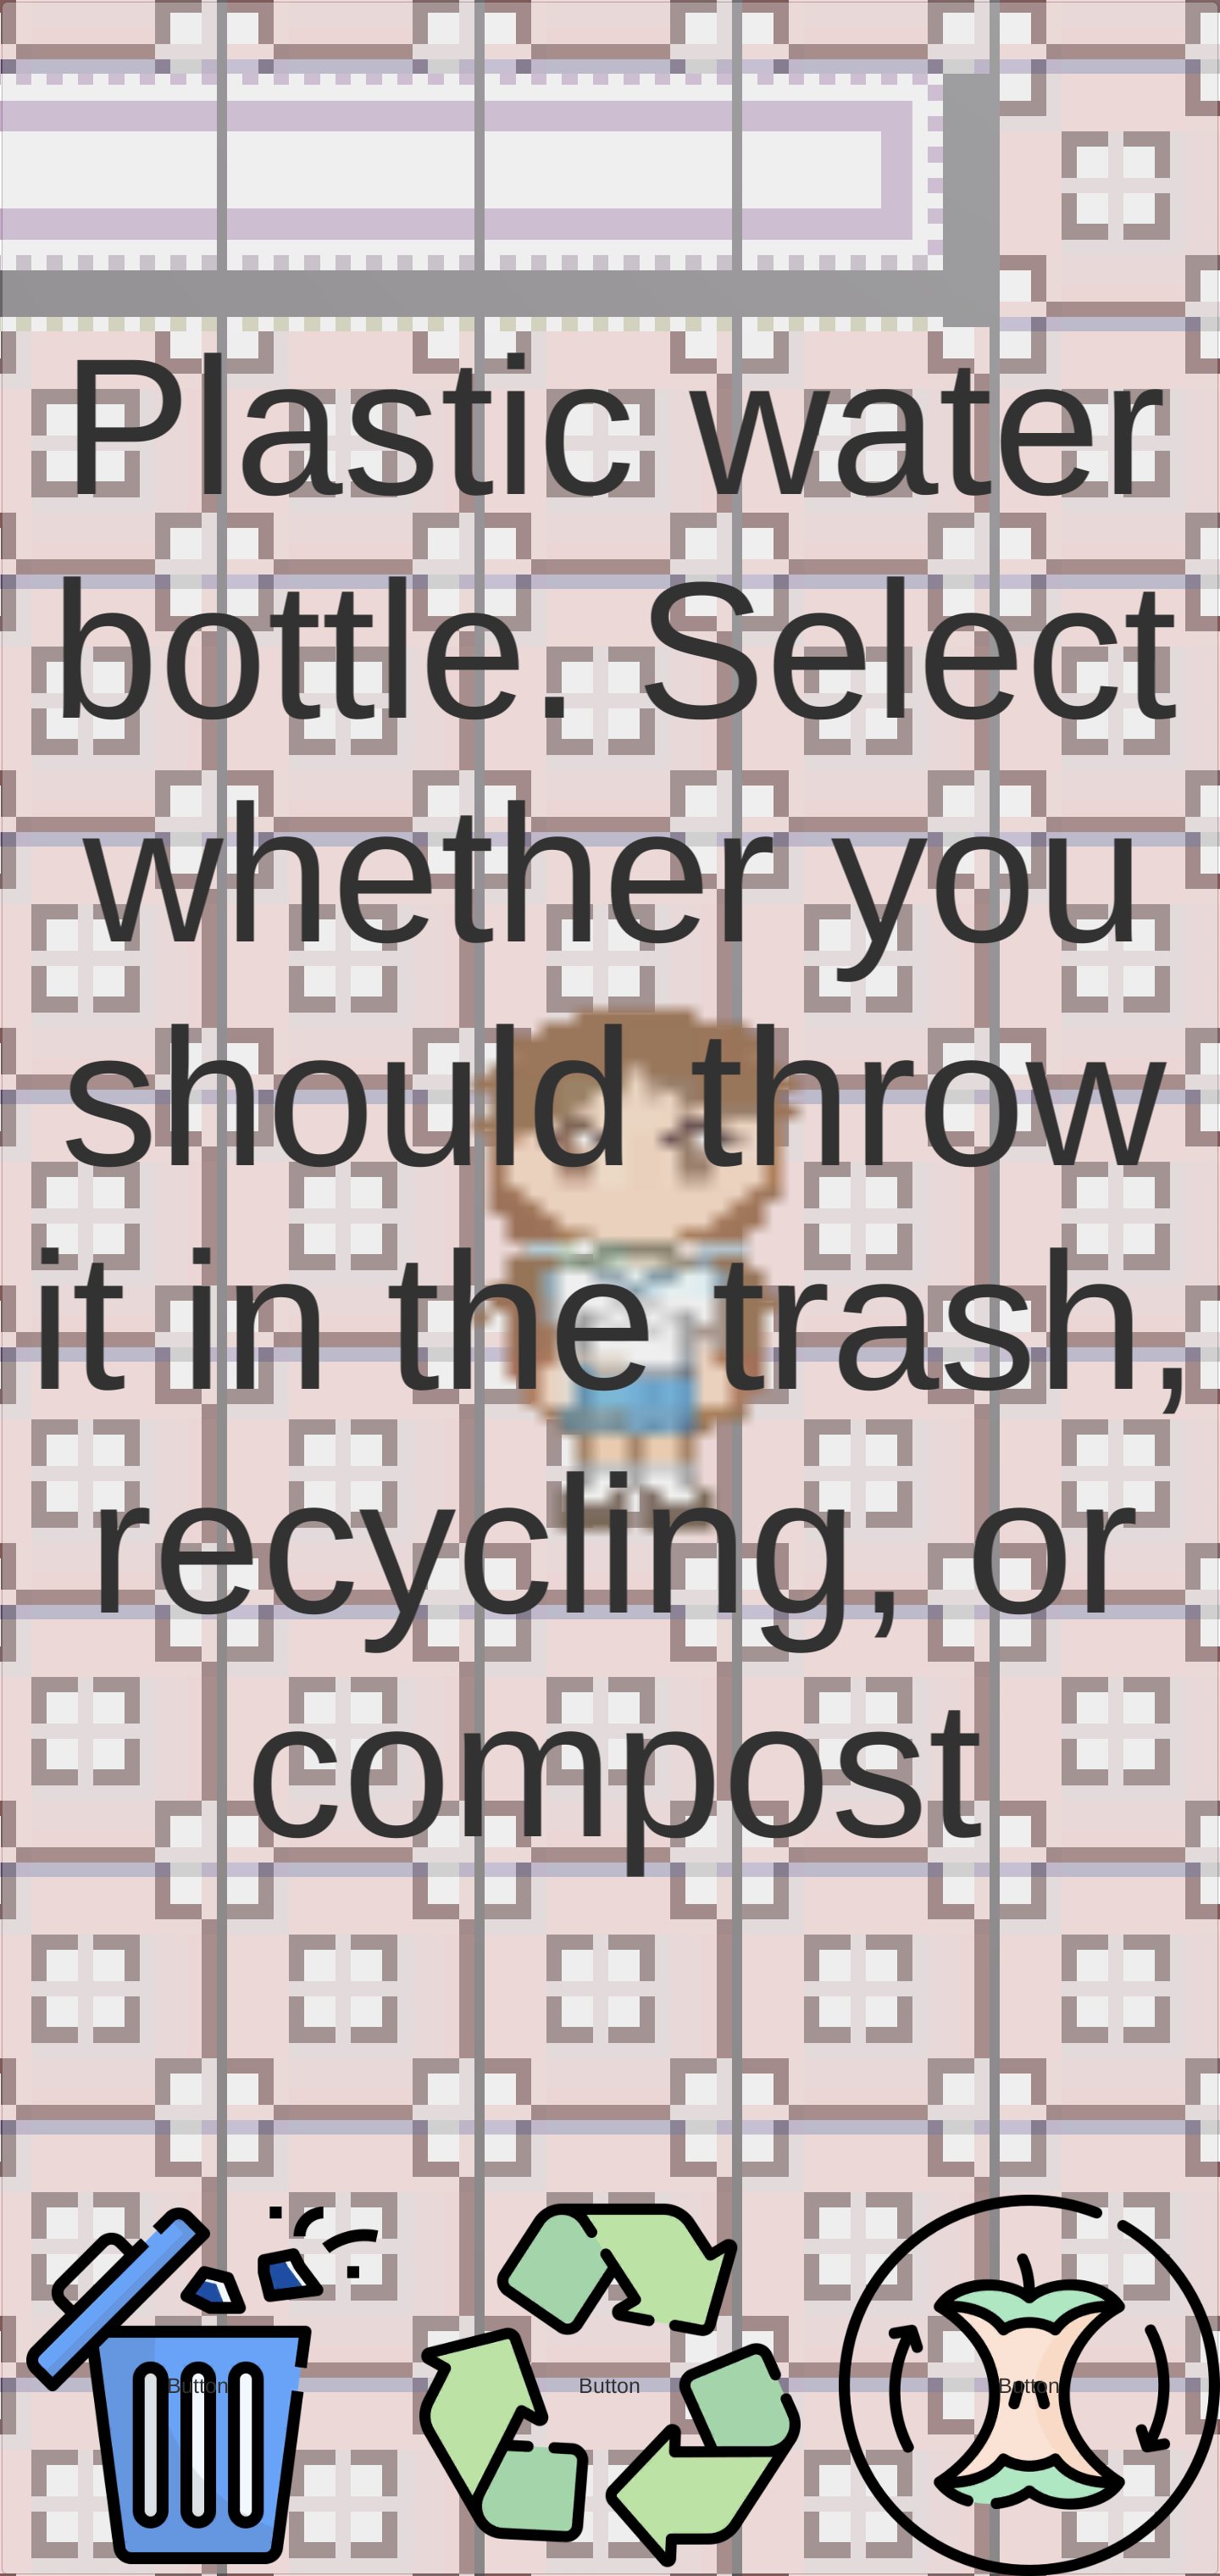 Plastic water
bottle. Select
whether you
should throw
it in the trash,
recycling, or
compost
Button
Button
Button